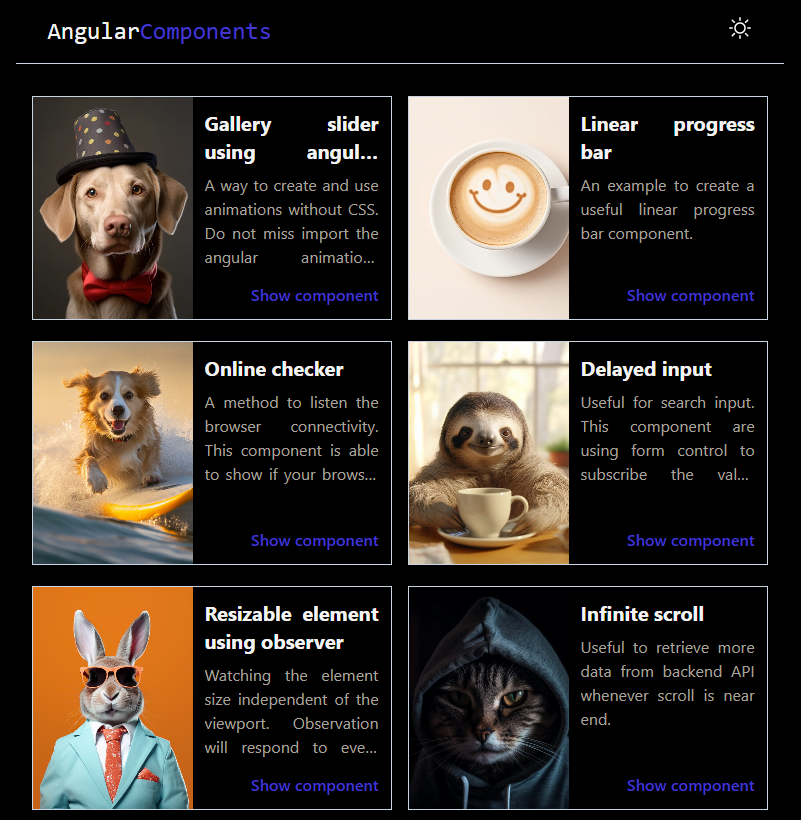 AngularComponents
Gallery slider
using angul...
A way to create and use
animations without CSS.
Do not miss import the
angular animatio...
Show component
Linear progress
bar
An example to create a
useful linear progress
bar component.
Show component
Online checker
A method to listen the
browser connectivity.
This component is able
to show if your brows...
Show component
Delayed input
Useful for search input.
This component are
using form control to
subscribe the val...
Show component
Resizable element
using observer
Watching the element
size independent of the
viewport. Observation
will respond to eve...
Show component
Infinite scroll
Useful to retrieve more
data from backend API
whenever scroll is near
end.
Show component